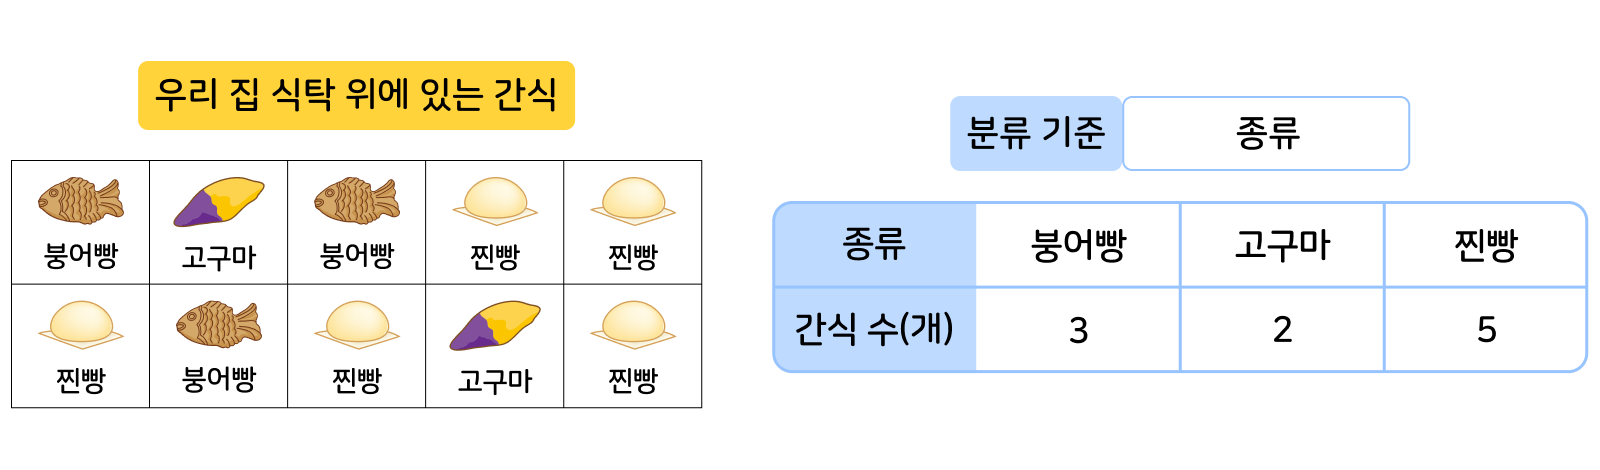 우리 집 식탁 위에 있는 간식
붕어빵 고구마 붕어빵 찐빵 찐빵
찐빵 붕어빵 찐빵 고구마 찐빵
분류 기준 종류
종류 붕어빵 고구마 찐빵
간식 수(개) 3 2 5